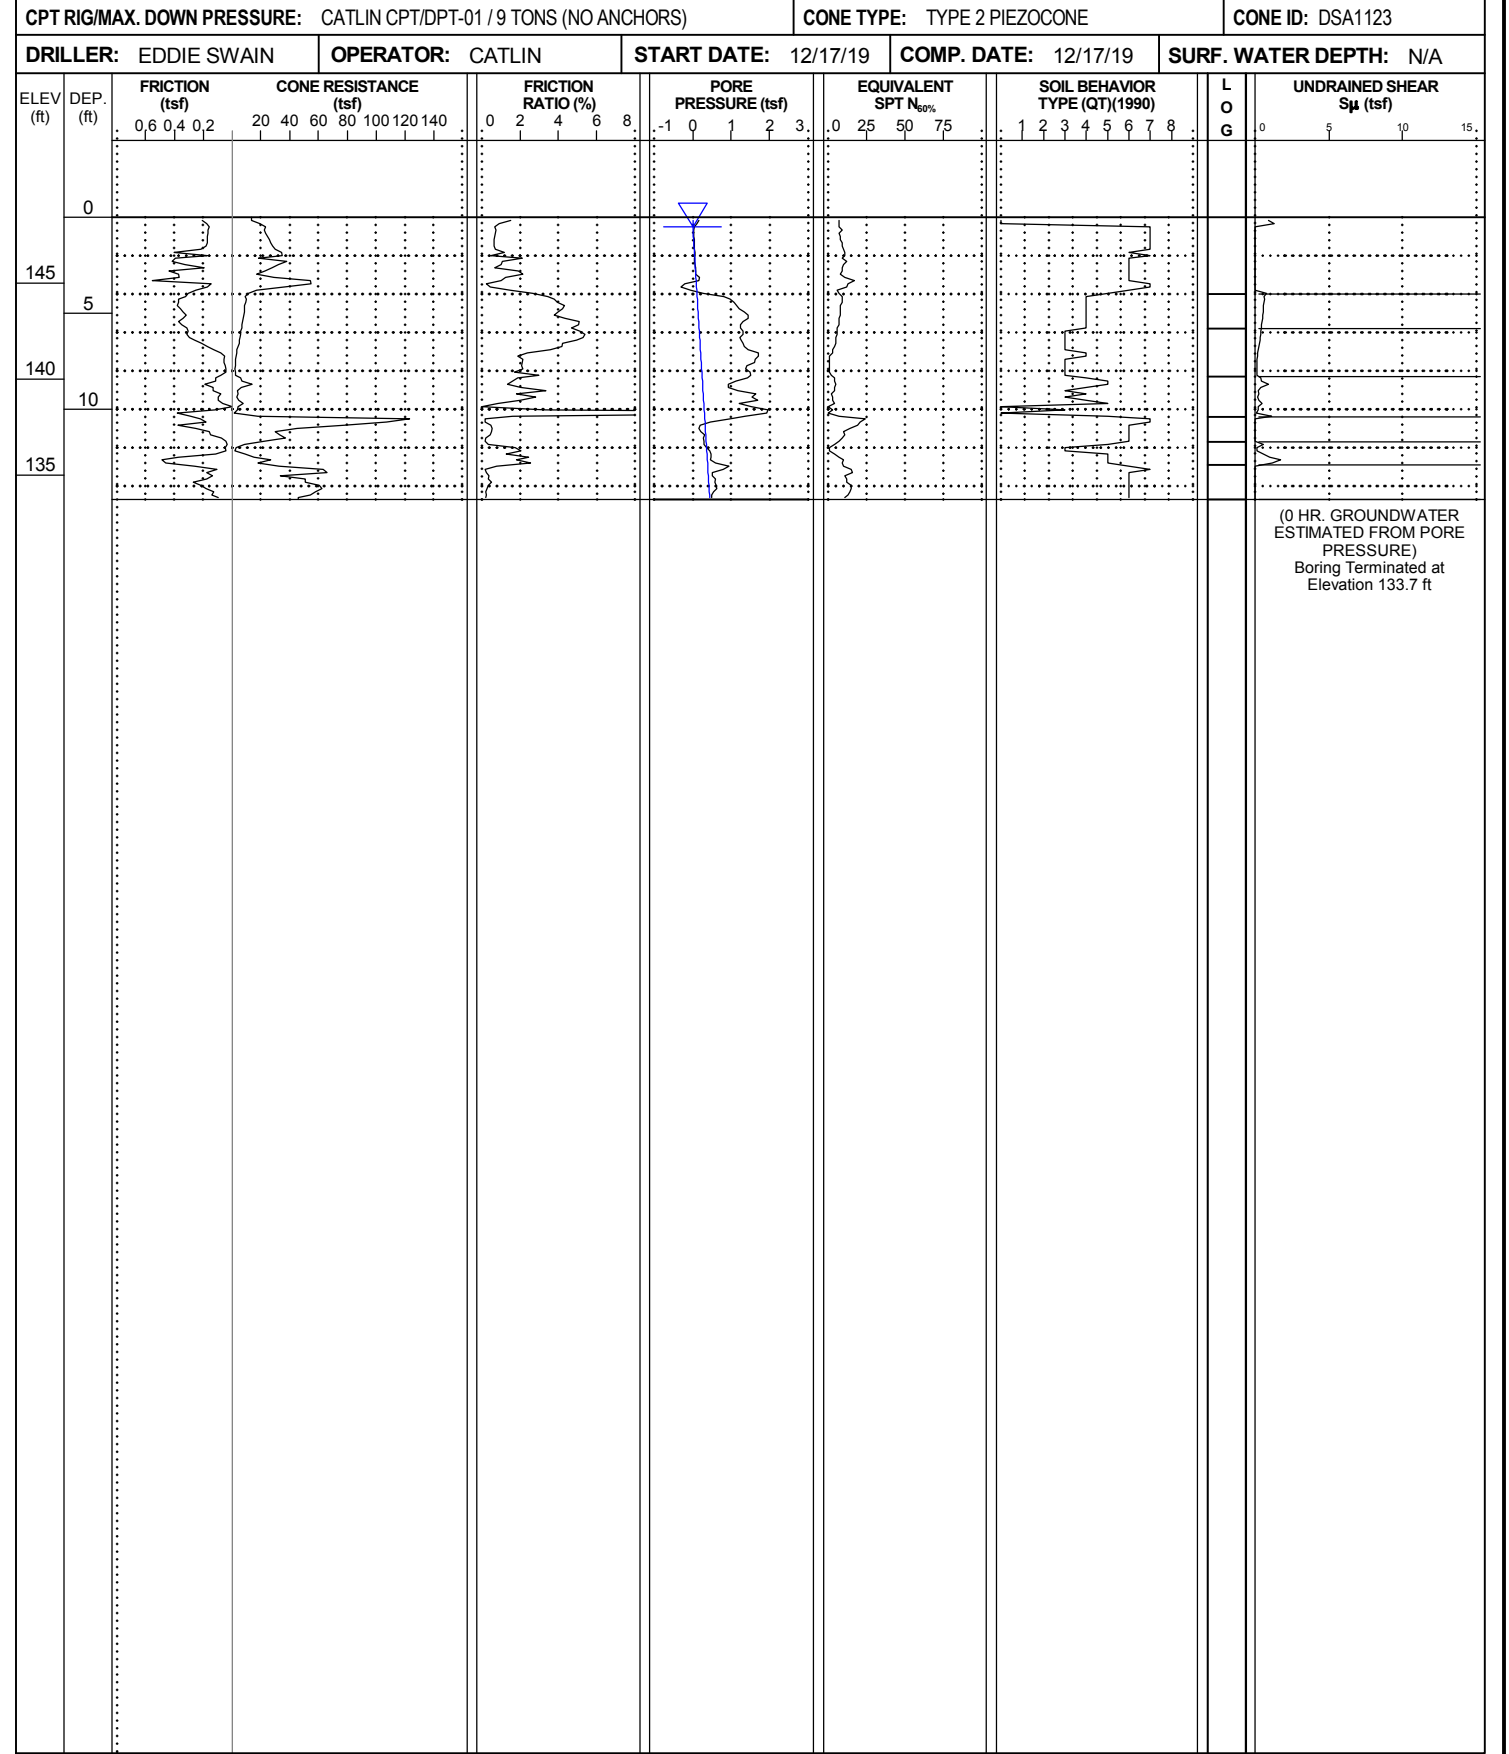 CPT RIG/MAX. DOWN PRESSURE: CATLIN CPT/DPT-01 / 9 TONS (NO ANCHORS) CONE TYPE: TYPE 2 PIEZOCONE CONE ID: DSA1123
DRILLER: EDDIE SWAIN OPERATOR: CATLIN START DATE: 12/17/19 COMP. DATE: 12/17/19 SURF. WATER DEPTH: N/A
ELEV (ft)
DEP. (ft)
FRICTION (tsf)
0,6 0,4 0,2
CONE RESISTANCE (tsf)
20 40 60 80 100 120 140
FRICTION RATIO (%)
0 2 4 6 8
PORE PRESSURE (tsf)
-1 0 1 2 3
EQUIVALENT SPT N60%
0 25 50 75
SOIL BEHAVIOR TYPE (QT)(1990)
1 2 3 4 5 6 7 8
L
O
G
UNDRAINED SHEAR
Sµ (tsf)
0 5 10 15
0
145
5
140
10
135
(0 HR. GROUNDWATER
ESTIMATED FROM PORE
PRESSURE)
Boring Terminated at
Elevation 133.7 ft